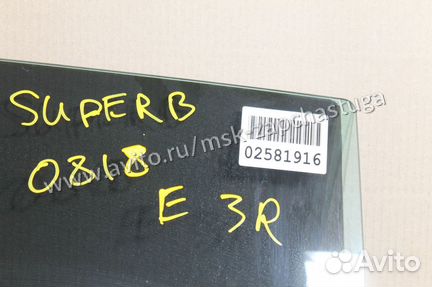 SUPERB
02581916
0818
E 3R
www.avito.ru/msk-zapchastuga
Avito